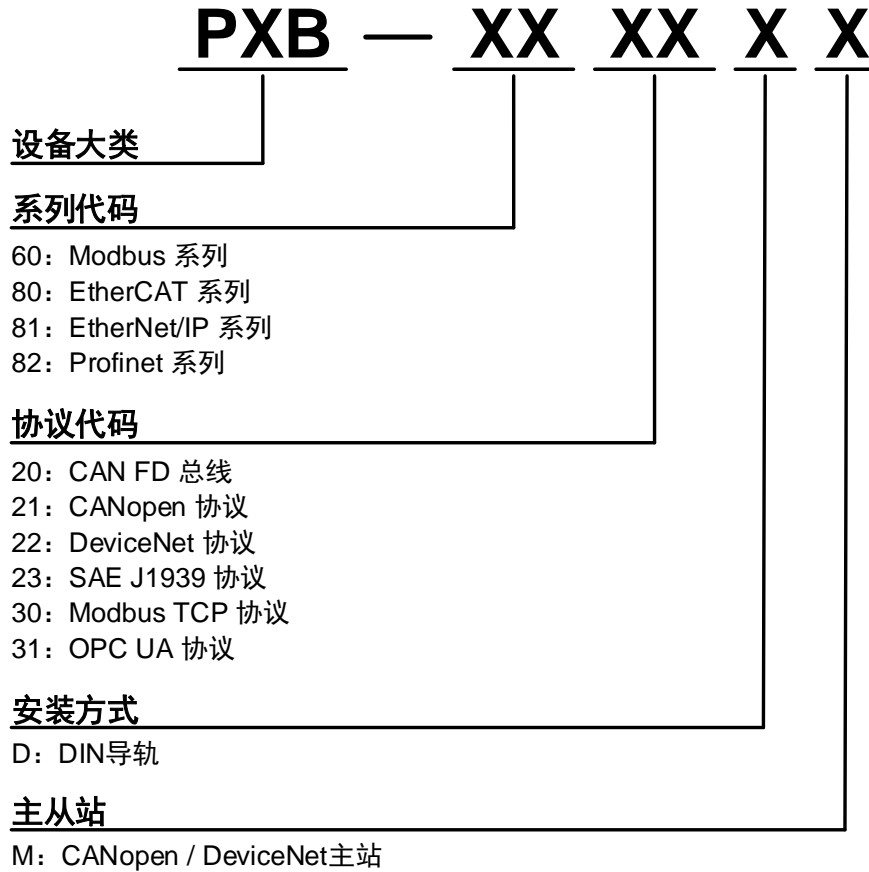 PXB — XX XX X X
设备大类
系列代码
60：Modbus 系列
80：EtherCAT 系列
81：EtherNet/IP 系列
82：Profinet 系列
协议代码
20：CAN FD 总线
21：CANopen 协议
22：DeviceNet 协议
23：SAE J1939 协议
30：Modbus TCP 协议
31：OPC UA 协议
安装方式
D：DIN导轨
主从站
M：CANopen / DeviceNet主站